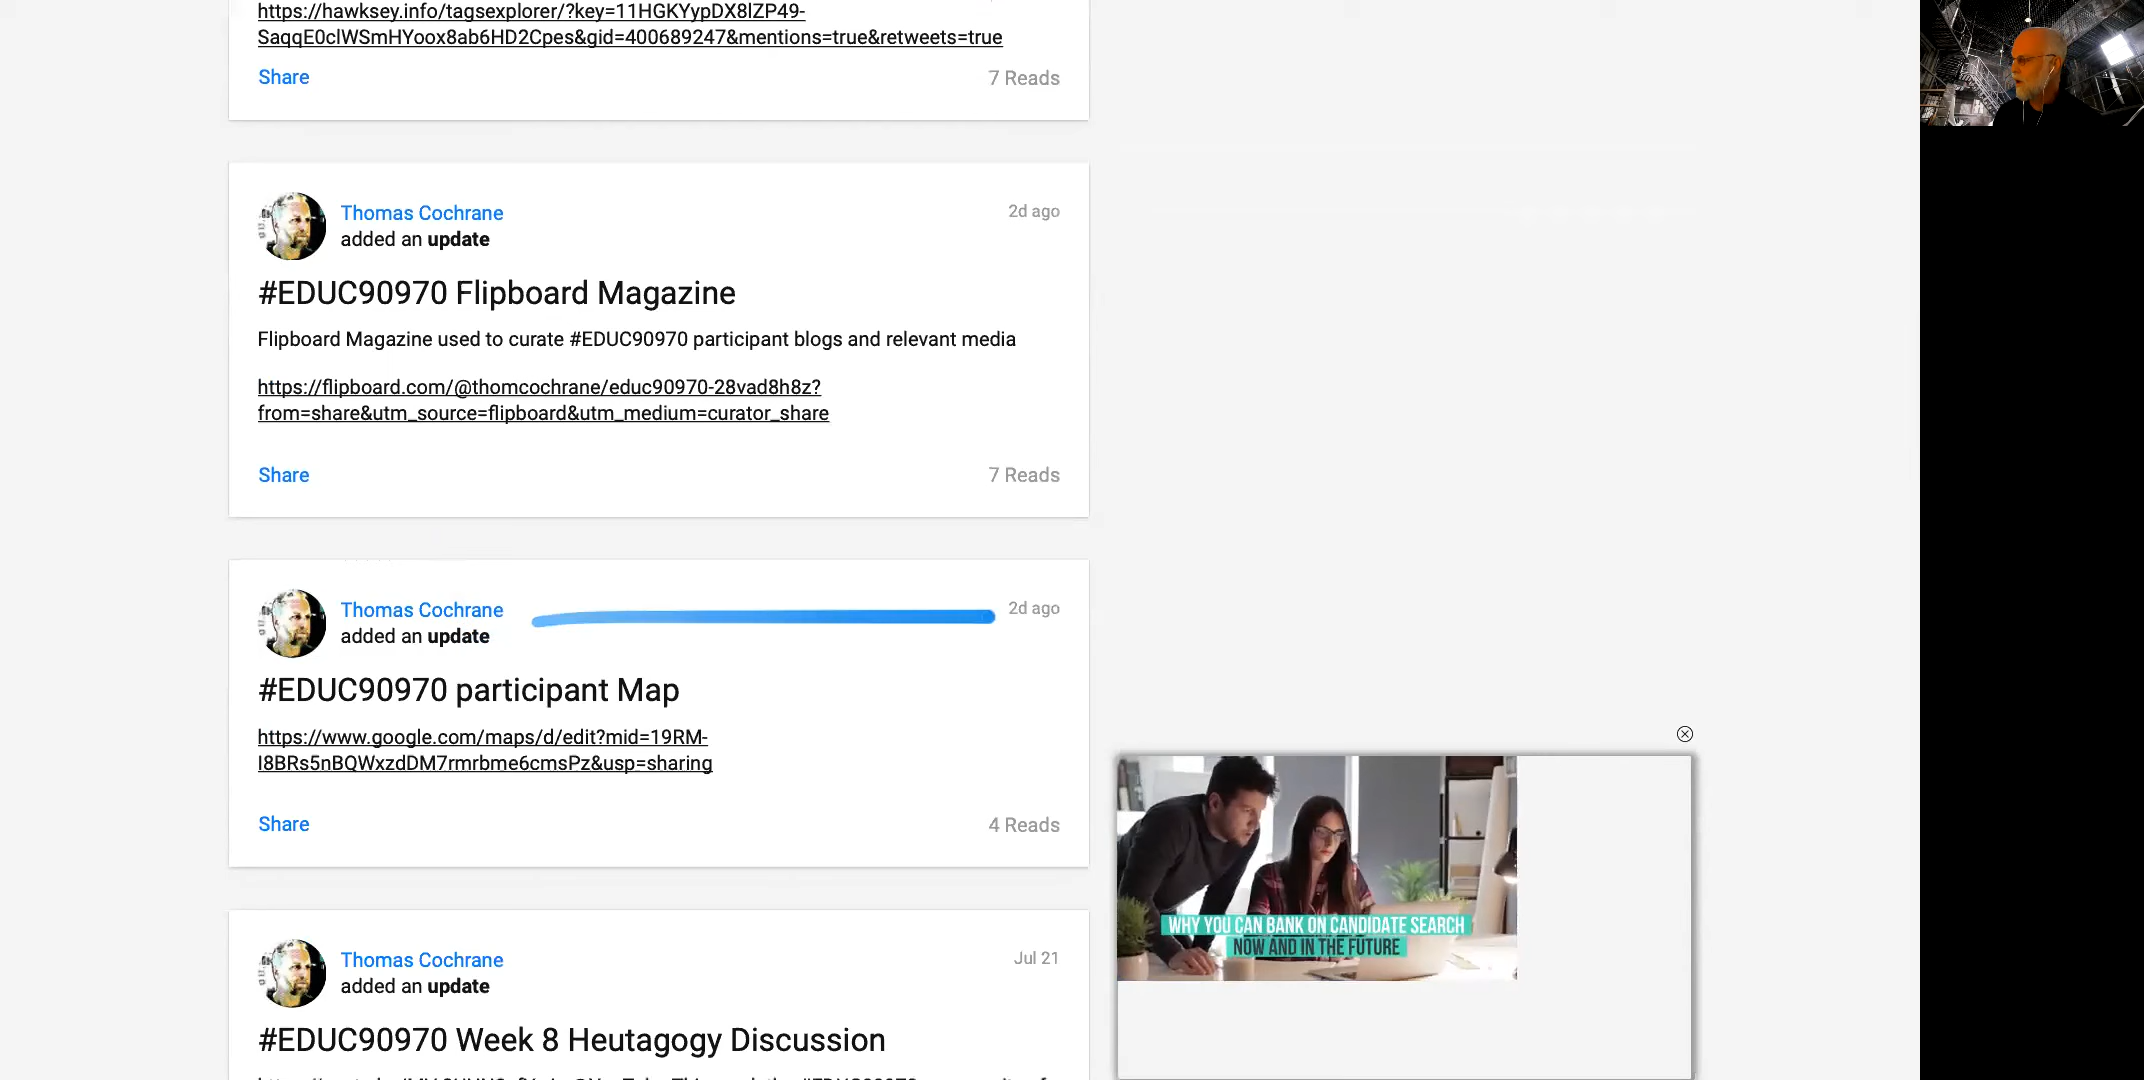 https://hawksey.info/tagsexplorer/?key=11HGKYypDX8lZP49-
SaqqE0clWSmHYoox8ab6HD2Cpes&gid=400689247&mentions=true&retweets=true
Share
7 Reads
Thomas Cochrane
2d ago
added an update
#EDUC90970 Flipboard Magazine
Flipboard Magazine used to curate #EDUC90970 participant blogs and relevant media
https://flipboard.com/@thomcochrane/educ90970-28vad8h8z?
from=share&utm_source=flipboard&utm_medium=curator_share
Share
7 Reads
Thomas Cochrane
2d ago
added an update
#EDUC90970 participant Map
https://www.google.com/maps/d/edit?mid=19RM-
I8BRs5nBQWxzdDM7rmrbme6cmsPz&usp=sharing
Share
4 Reads
WHY YOU CAN BANK ON CANDIDATE SEARCH
NOW AND IN THE FUTURE
Thomas Cochrane
Jul 21
added an update
#EDUC90970 Week 8 Heutagogy Discussion